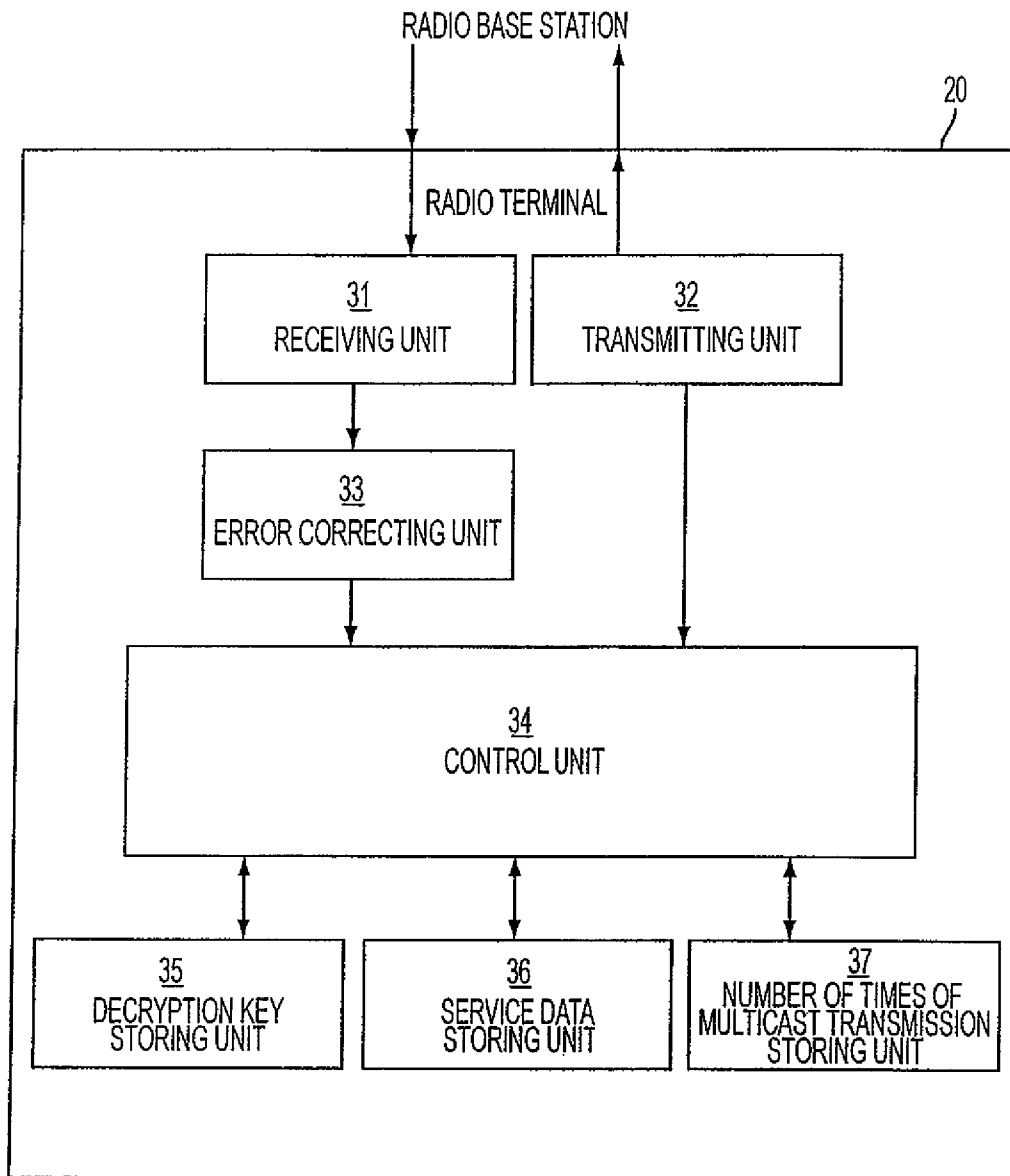 RADIO BASE STATION
20
RADIO TERMINAL
31
RECEIVING UNIT
32
TRANSMITTING UNIT
33
ERROR CORRECTING UNIT
34
CONTROL UNIT
35
DECRYPTION KEY
STORING UNIT
36
SERVICE DATA
STORING UNIT
37
NUMBER OF TIMES OF
MULTICAST TRANSMISSION
STORING UNIT